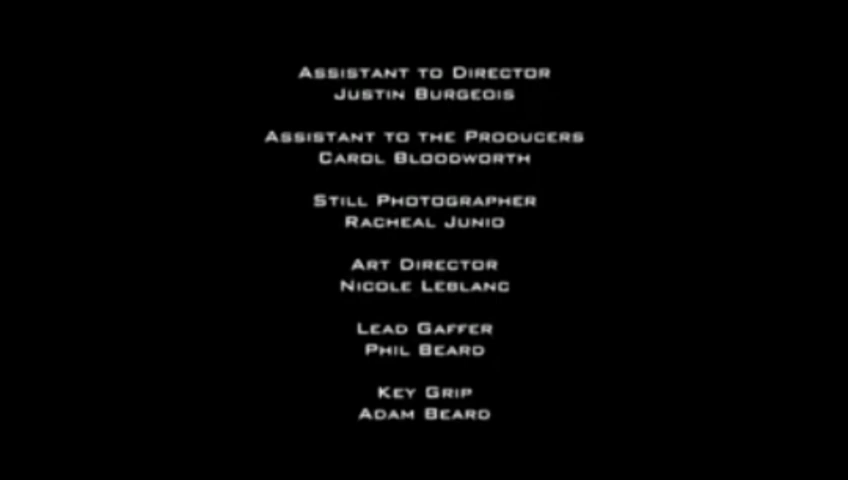 Assistant to Director
Justin Burgeois
Assistant to the Producers
Carol Bloodworth
Still Photographer
Racheal Junio
Art Director
Nicole Leblanc
Lead Gaffer
Phil Beard
Key Grip
Adam Beard